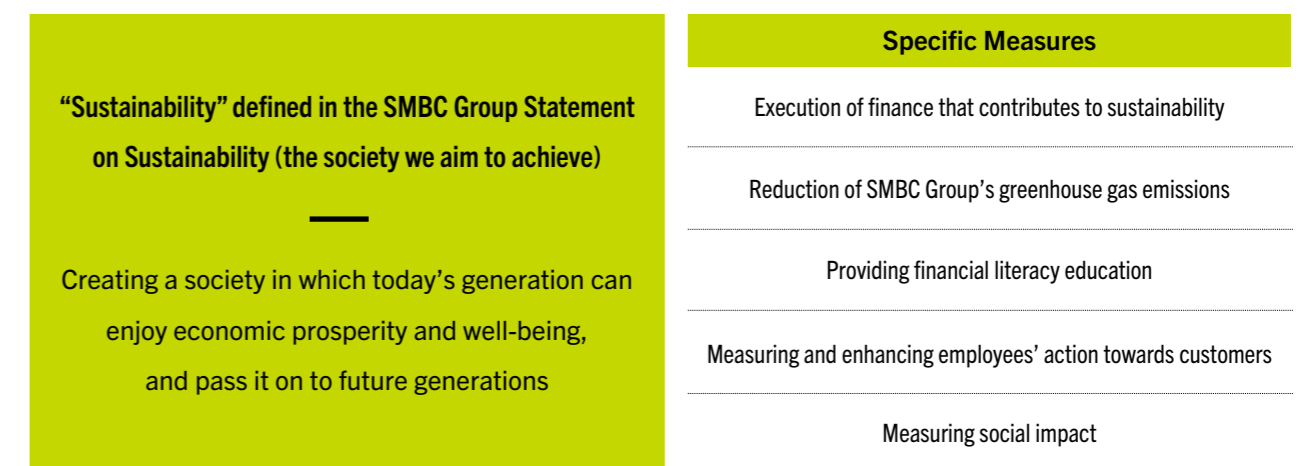 “Sustainability” defined in the SMBC Group Statement
on Sustainability (the society we aim to achieve)
Creating a society in which today’s generation can
enjoy economic prosperity and well-being,
and pass it on to future generations
Specific Measures
Execution of finance that contributes to sustainability
Reduction of SMBC Group’s greenhouse gas emissions
Providing financial literacy education
Measuring and enhancing employees’ action towards customers
Measuring social impact